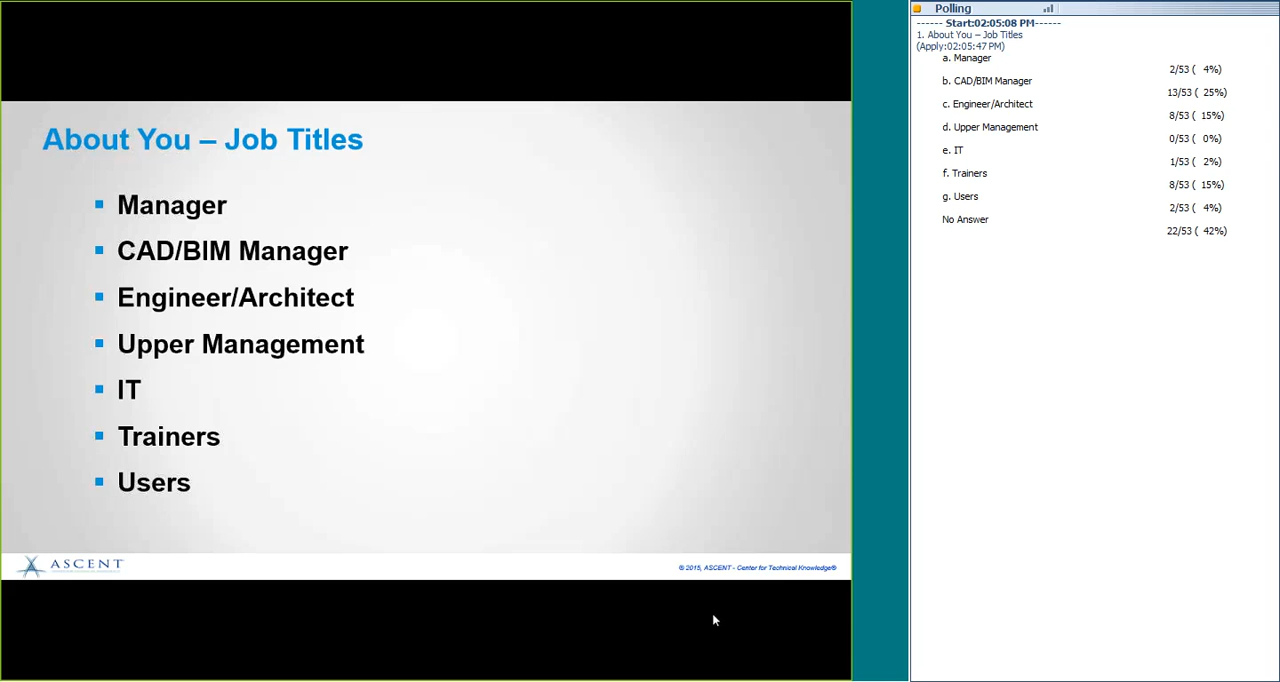 About You – Job Titles
Manager
CAD/BIM Manager
Engineer/Architect
Upper Management
IT
Trainers
Users
ASCENT
© 2015, ASCENT - Center for Technical Knowledge®
Polling
------ Start:02:05:08 PM------
1. About You – Job Titles
(Apply:02:05:47 PM)
a. Manager
2/53 ( 4%)
b. CAD/BIM Manager
13/53 ( 25%)
c. Engineer/Architect
8/53 ( 15%)
d. Upper Management
0/53 ( 0%)
e. IT
1/53 ( 2%)
f. Trainers
8/53 ( 15%)
g. Users
2/53 ( 4%)
No Answer
22/53 ( 42%)